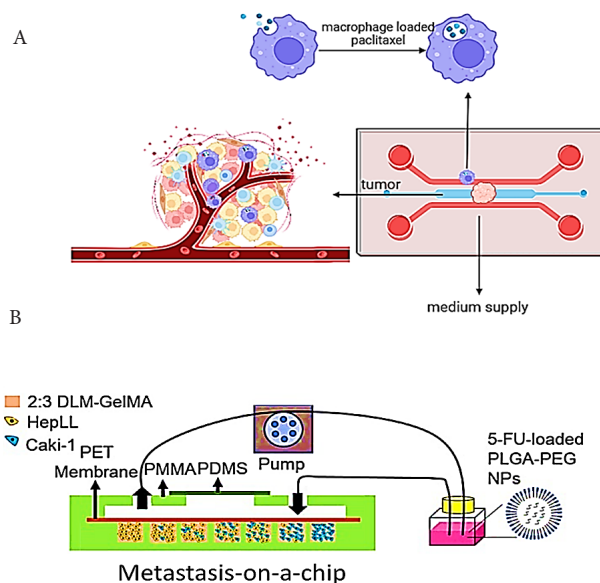 A
macrophage loaded
paclitaxel
tumor
medium supply
B
2:3 DLM-GelMA
HepLL
Caki-1
PET
Membrane
PMMA
PDMS
Pump
5-FU-loaded
PLGA-PEG
NPs
Metastasis-on-a-chip